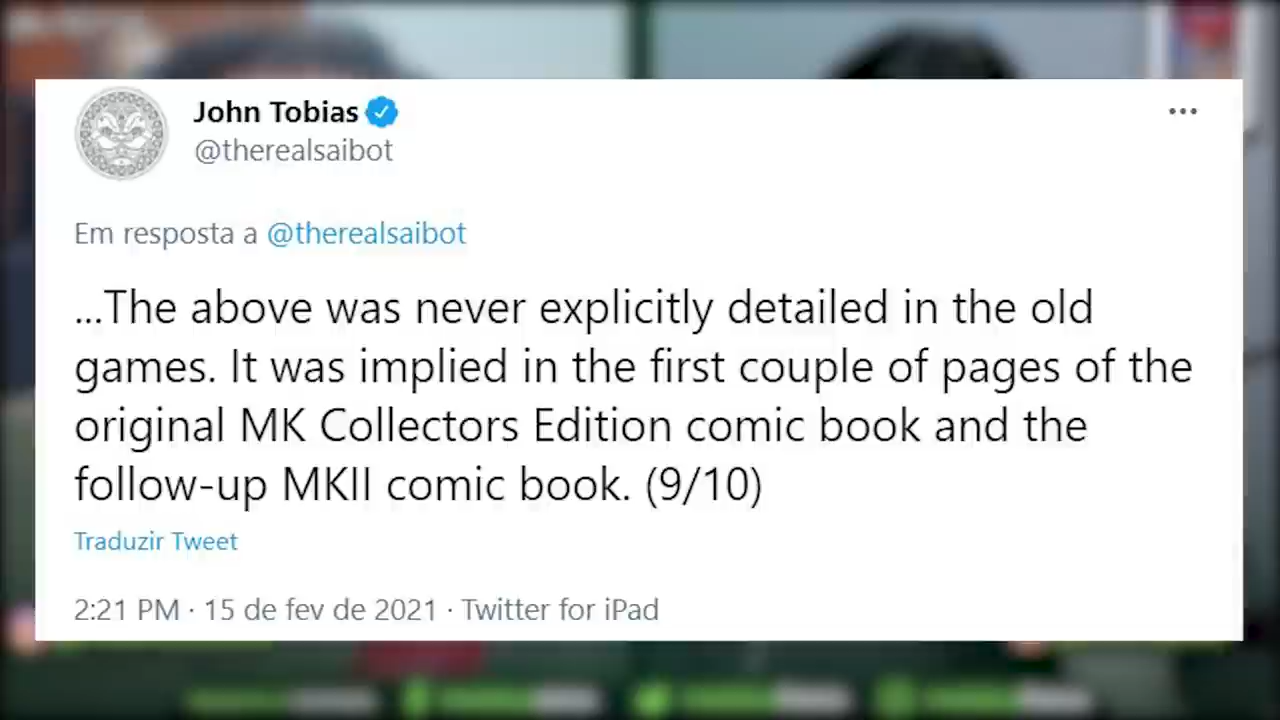 John Tobias
@therealsaibot
Em resposta a @therealsaibot
...The above was never explicitly detailed in the old
games. It was implied in the first couple of pages of the
original MK Collectors Edition comic book and the
follow-up MKII comic book. (9/10)
Traduzir Tweet
2:21 PM · 15 de fev de 2021 · Twitter for iPad